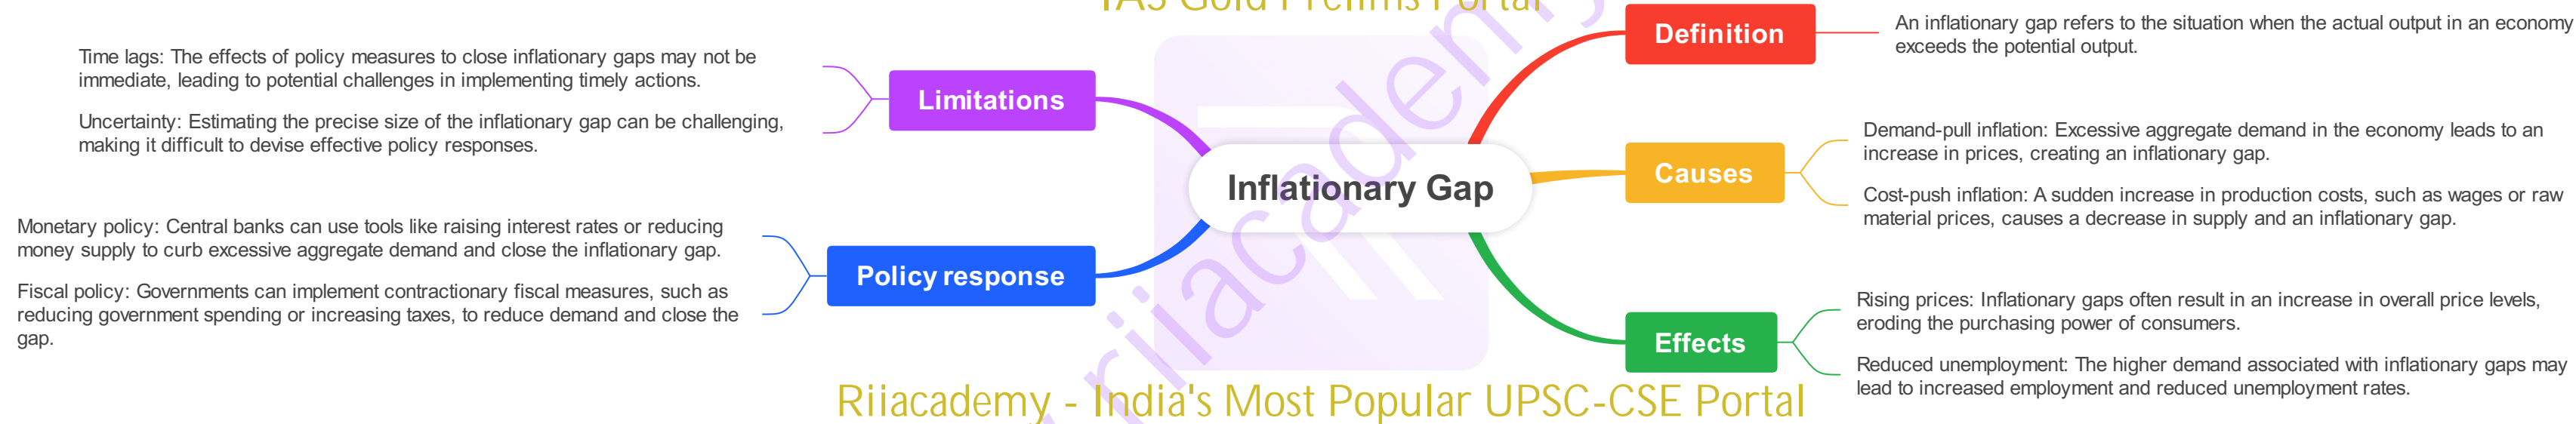 IAS Gold Prelims Portal
Inflationary Gap
Definition
An inflationary gap refers to the situation when the actual output in an economy
exceeds the potential output.
Causes
Demand-pull inflation: Excessive aggregate demand in the economy leads to an
increase in prices, creating an inflationary gap.
Cost-push inflation: A sudden increase in production costs, such as wages or raw
material prices, causes a decrease in supply and an inflationary gap.
Effects
Rising prices: Inflationary gaps often result in an increase in overall price levels,
eroding the purchasing power of consumers.
Reduced unemployment: The higher demand associated with inflationary gaps may
lead to increased employment and reduced unemployment rates.
Limitations
Time lags: The effects of policy measures to close inflationary gaps may not be
immediate, leading to potential challenges in implementing timely actions.
Uncertainty: Estimating the precise size of the inflationary gap can be challenging,
making it difficult to devise effective policy responses.
Policy response
Monetary policy: Central banks can use tools like raising interest rates or reducing
money supply to curb excessive aggregate demand and close the inflationary gap.
Fiscal policy: Governments can implement contractionary fiscal measures, such as
reducing government spending or increasing taxes, to reduce demand and close the
gap.
riiacademy
Riiacademy - India's Most Popular UPSC-CSE Portal